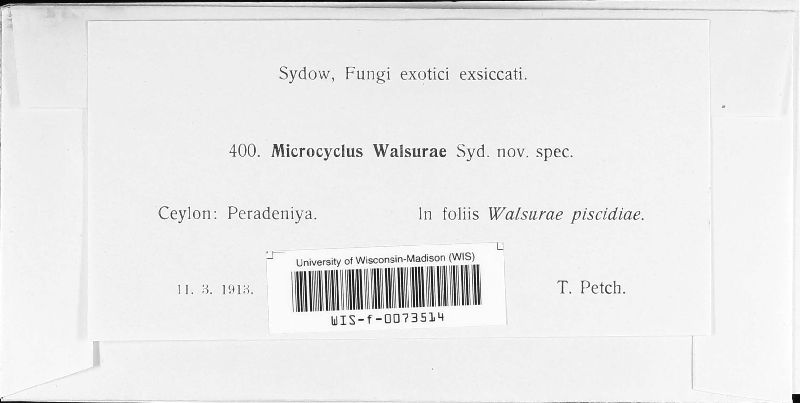 Sydow, Fungi exotici exsiccati.
400. Microcyclus Walsurae Syd. nov. spec.
Ceylon: Peradeniya. In foliis Walsurae piscidiae.
11. 3. 1913. T. Petch.
University of Wisconsin-Madison (WIS)
WIS-f-0073514